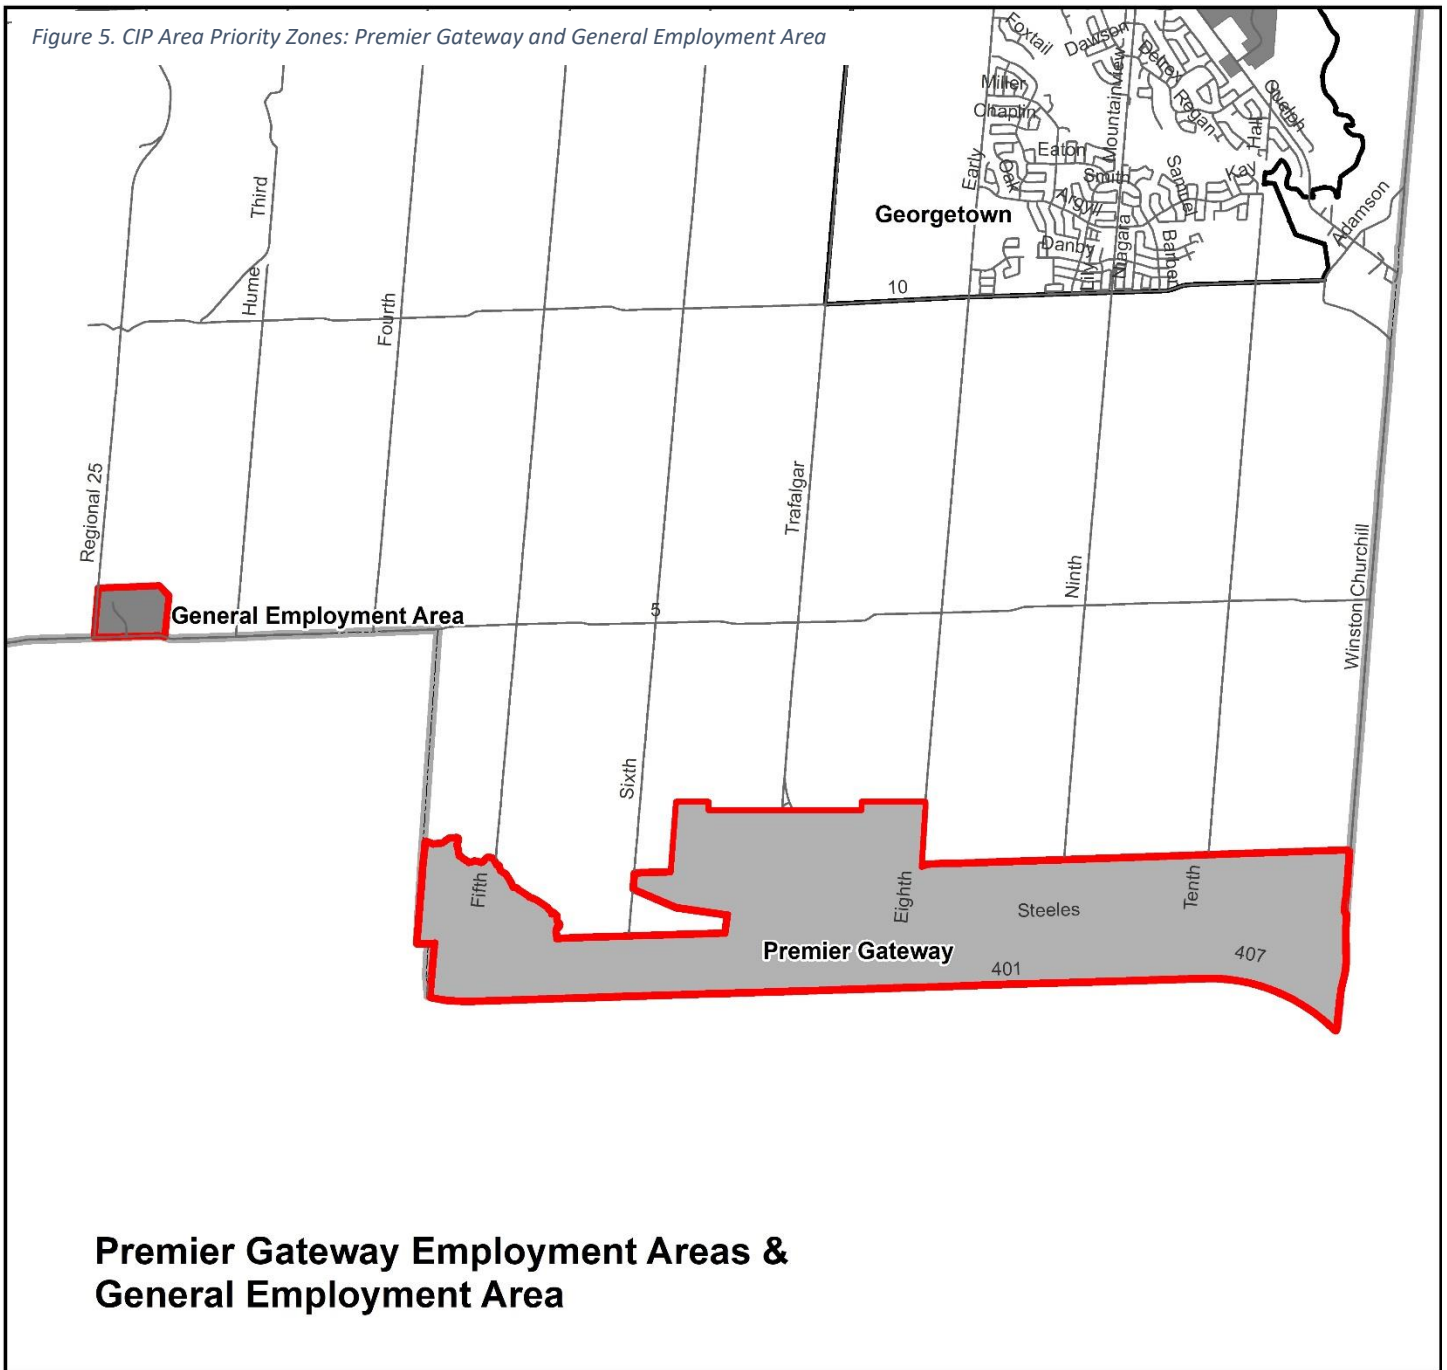 Figure 5. CIP Area Priority Zones: Premier Gateway and General Employment Area
Foxtail
Dawson
Delrex
Miller
Mountainview
Regan
Guelph
Chaplin
Hall
Eaton
Early
Oak
Smith
Samuel
Kay
Third
Argyll
Adamson
Georgetown
Niagara
Danby
Barber
Lily
Hume
10
Fourth
Regional 25
Trafalgar
Winston Churchill
Ninth
General Employment Area
5
Sixth
Fifth
Eighth
Tenth
Steeles
Premier Gateway
407
401
Premier Gateway Employment Areas &
General Employment Area